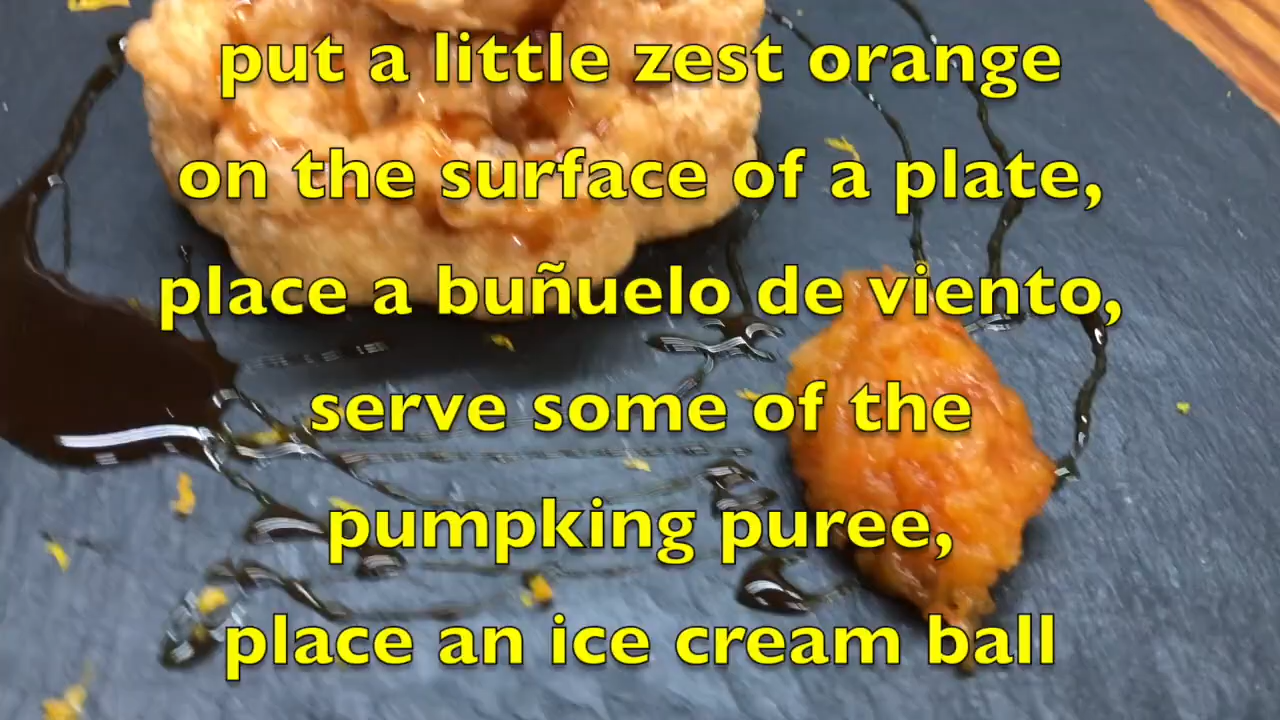 put a little zest orange
on the surface of a plate,
place a buñuelo de viento,
serve some of the
pumpking puree,
place an ice cream ball